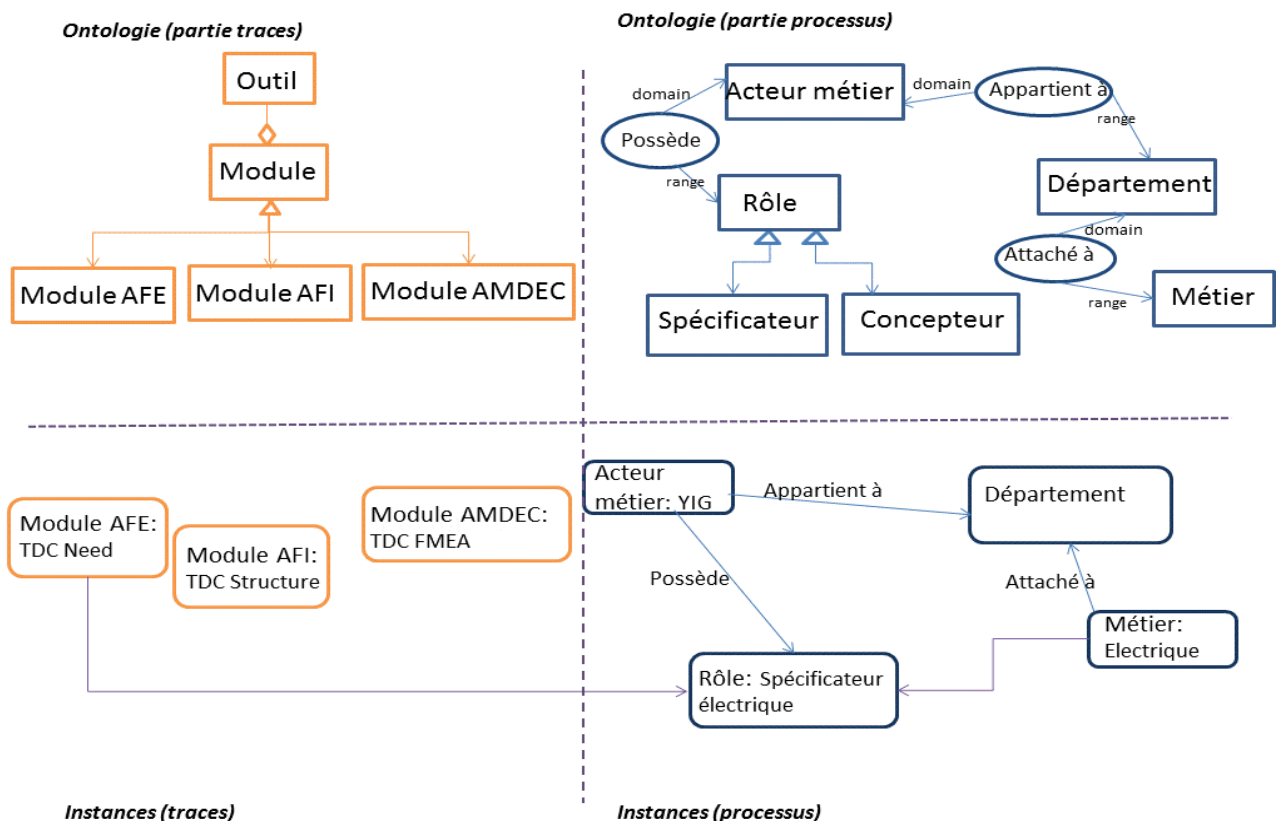 Ontologie (partie traces)
Outil
Module
Module AFE
Module AFI
Module AMDEC
Ontologie (partie processus)
domain
Acteur métier
domain
Appartient à
Possède
range
range
Rôle
Département
domain
Attaché à
range
Métier
Spécificateur
Concepteur
Module AFE:
TDC Need
Module AFI:
TDC Structure
Module AMDEC:
TDC FMEA
Acteur
métier: YIG
Appartient à
Département
Possède
Attaché à
Métier:
Electrique
Rôle: Spécificateur
électrique
Instances (traces)
Instances (processus)